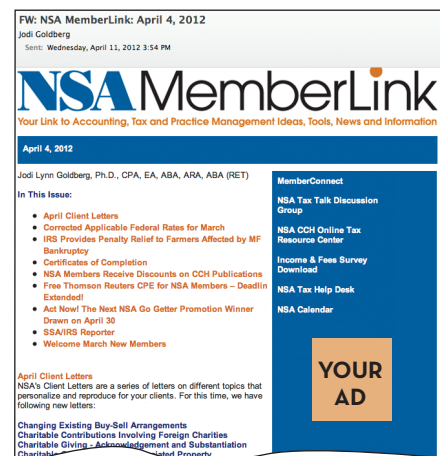 FW: NSA MemberLink: April 4, 2012
Jodi Goldberg
Sent: Wednesday, April 11, 2012 3:54 PM
NSA MemberLink
Your Link to Accounting, Tax and Practice Management Ideas, Tools, News and Information
April 4, 2012
Jodi Lynn Goldberg, Ph.D., CPA, EA, ABA, ARA, ABA (RET)
In This Issue:
April Client Letters
Corrected Applicable Federal Rates for March
IRS Provides Penalty Relief to Farmers Affected by MF
Bankruptcy
Certificates of Completion
NSA Members Receive Discounts on CCH Publications
Free Thomson Reuters CPE for NSA Members – Deadlin
Extended!
Act Now! The Next NSA Go Getter Promotion Winner
Drawn on April 30
SSA/IRS Reporter
Welcome March New Members
April Client Letters
NSA's Client Letters are a series of letters on different topics that
personalize and reproduce for your clients. For this time, we have
following new letters:
Changing Existing Buy-Sell Arrangements
Charitable Contributions Involving Foreign Charities
Charitable Giving - Acknowledgement and Substantiation
Charitable
Property
MemberConnect
NSA Tax Talk Discussion
Group
NSA CCH Online Tax
Resource Center
Income & Fees Survey
Download
NSA Tax Help Desk
NSA Calendar
YOUR
AD